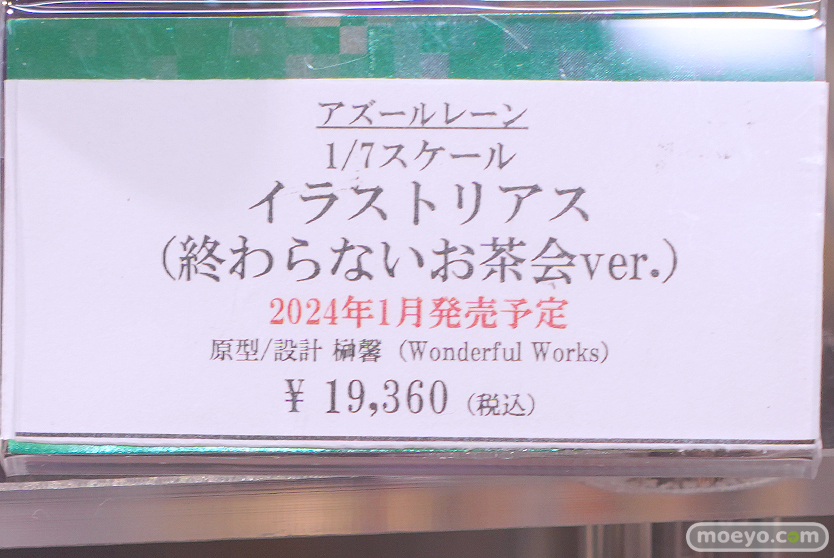 アズールレーン
1/7スケール
イラストリアス
(終わらないお茶会ver.)
2024年1月発売予定
原型/設計 榊馨 (Wonderful Works)
¥ 19,360 (税込)
moeyo.com